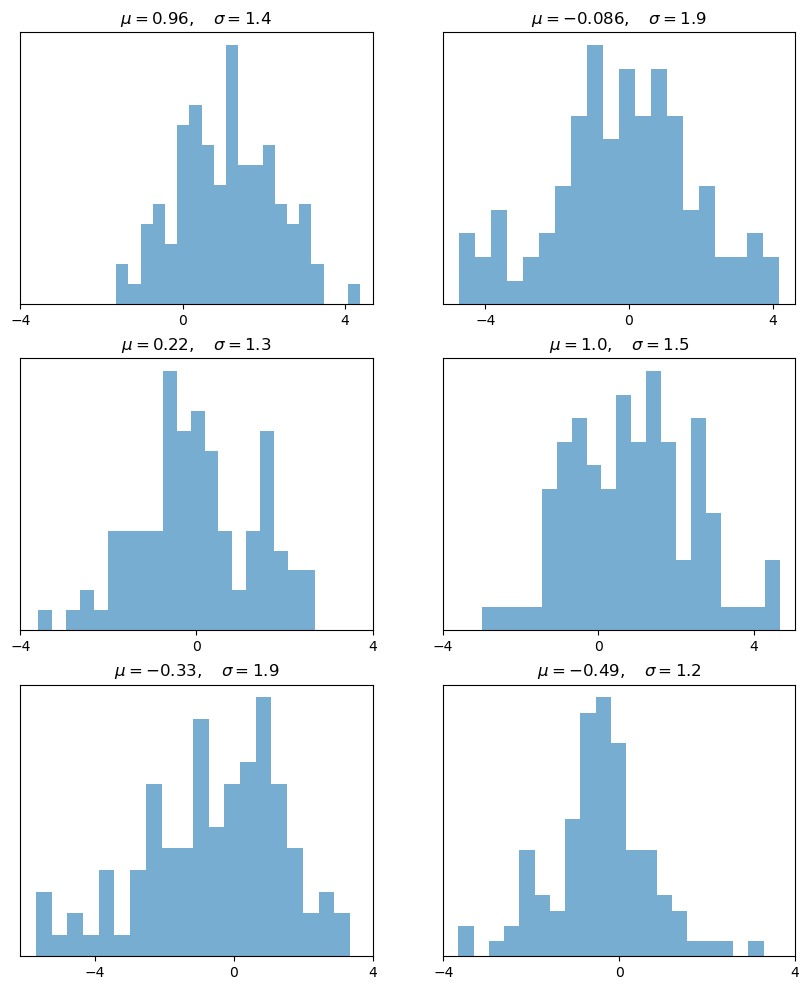 μ = 0.96, σ = 1.4
−4 0 4
μ = −0.086, σ = 1.9
−4 0 4
μ = 0.22, σ = 1.3
−4 0 4
μ = 1.0, σ = 1.5
−4 0 4
μ = −0.33, σ = 1.9
−4 0 4
μ = −0.49, σ = 1.2
−4 0 4